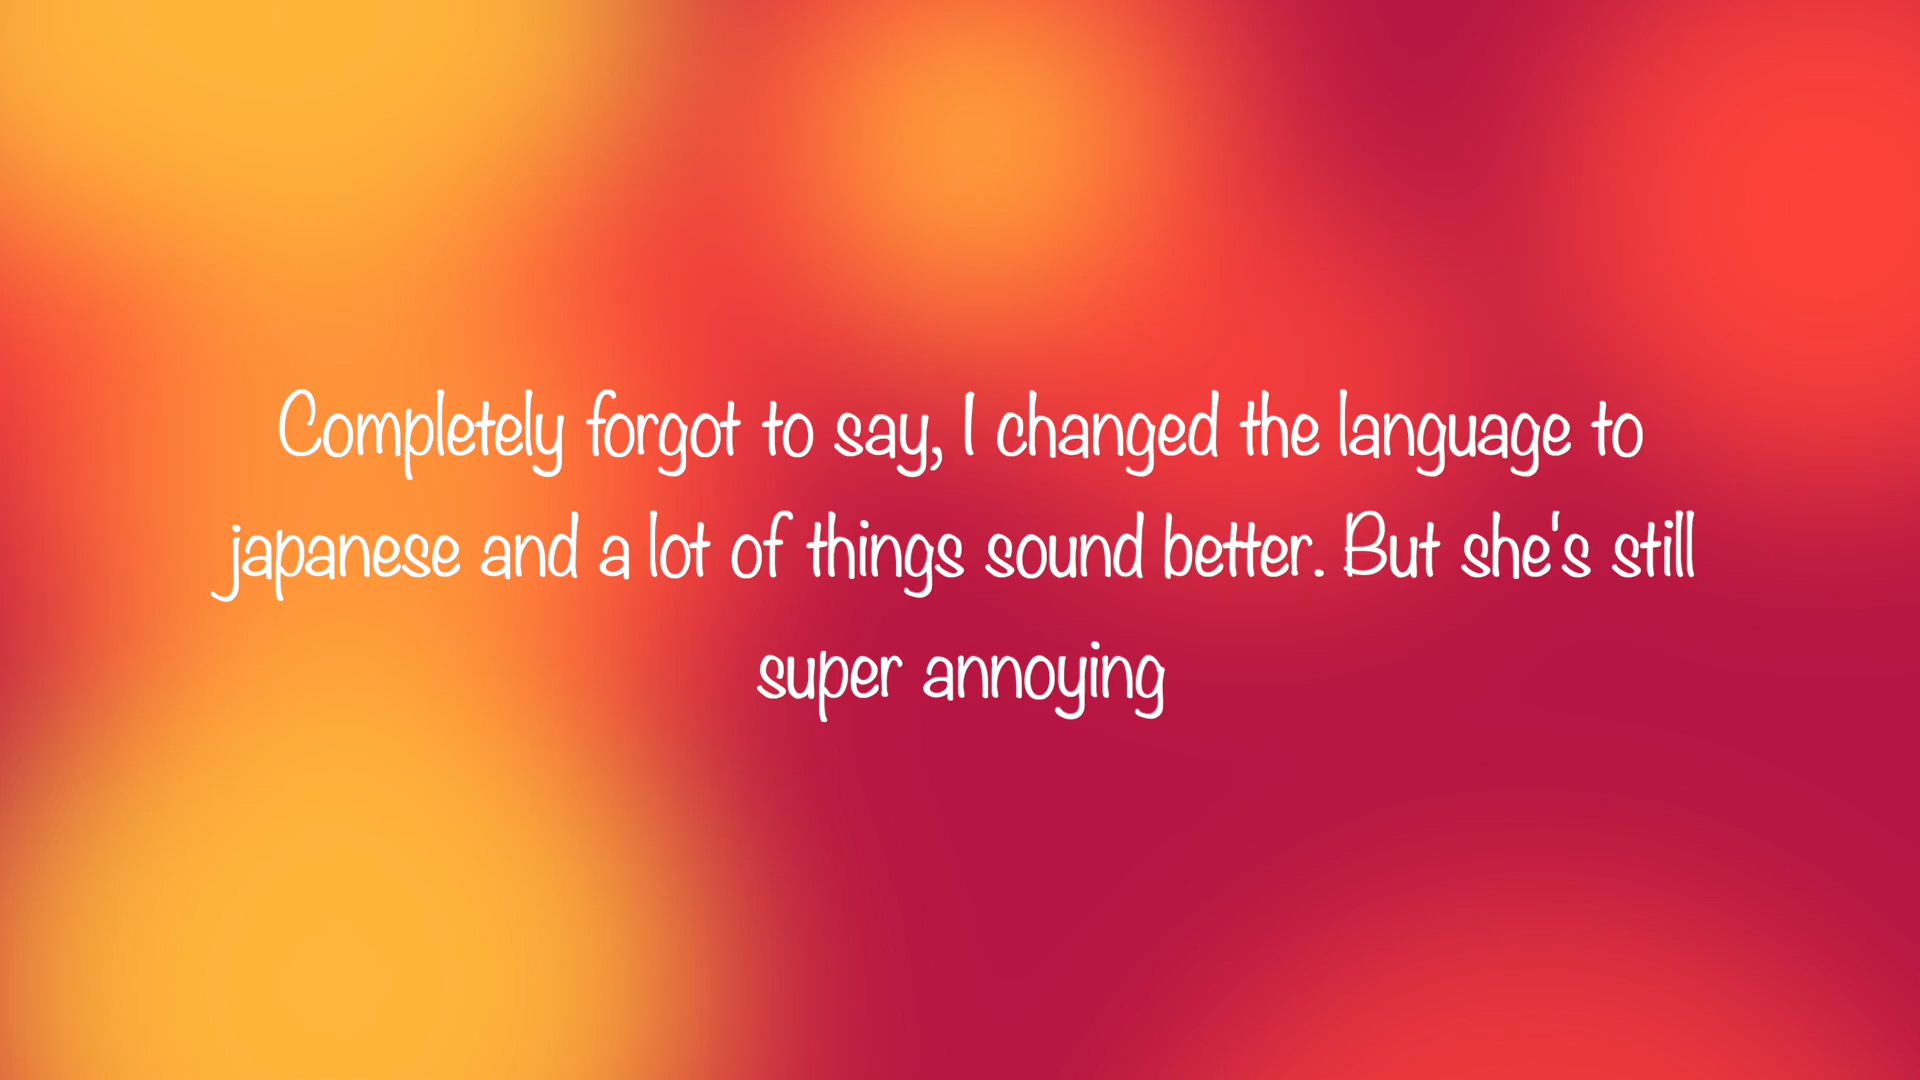 Completely forgot to say, I changed the language to
japanese and a lot of things sound better. But she's still
super annoying